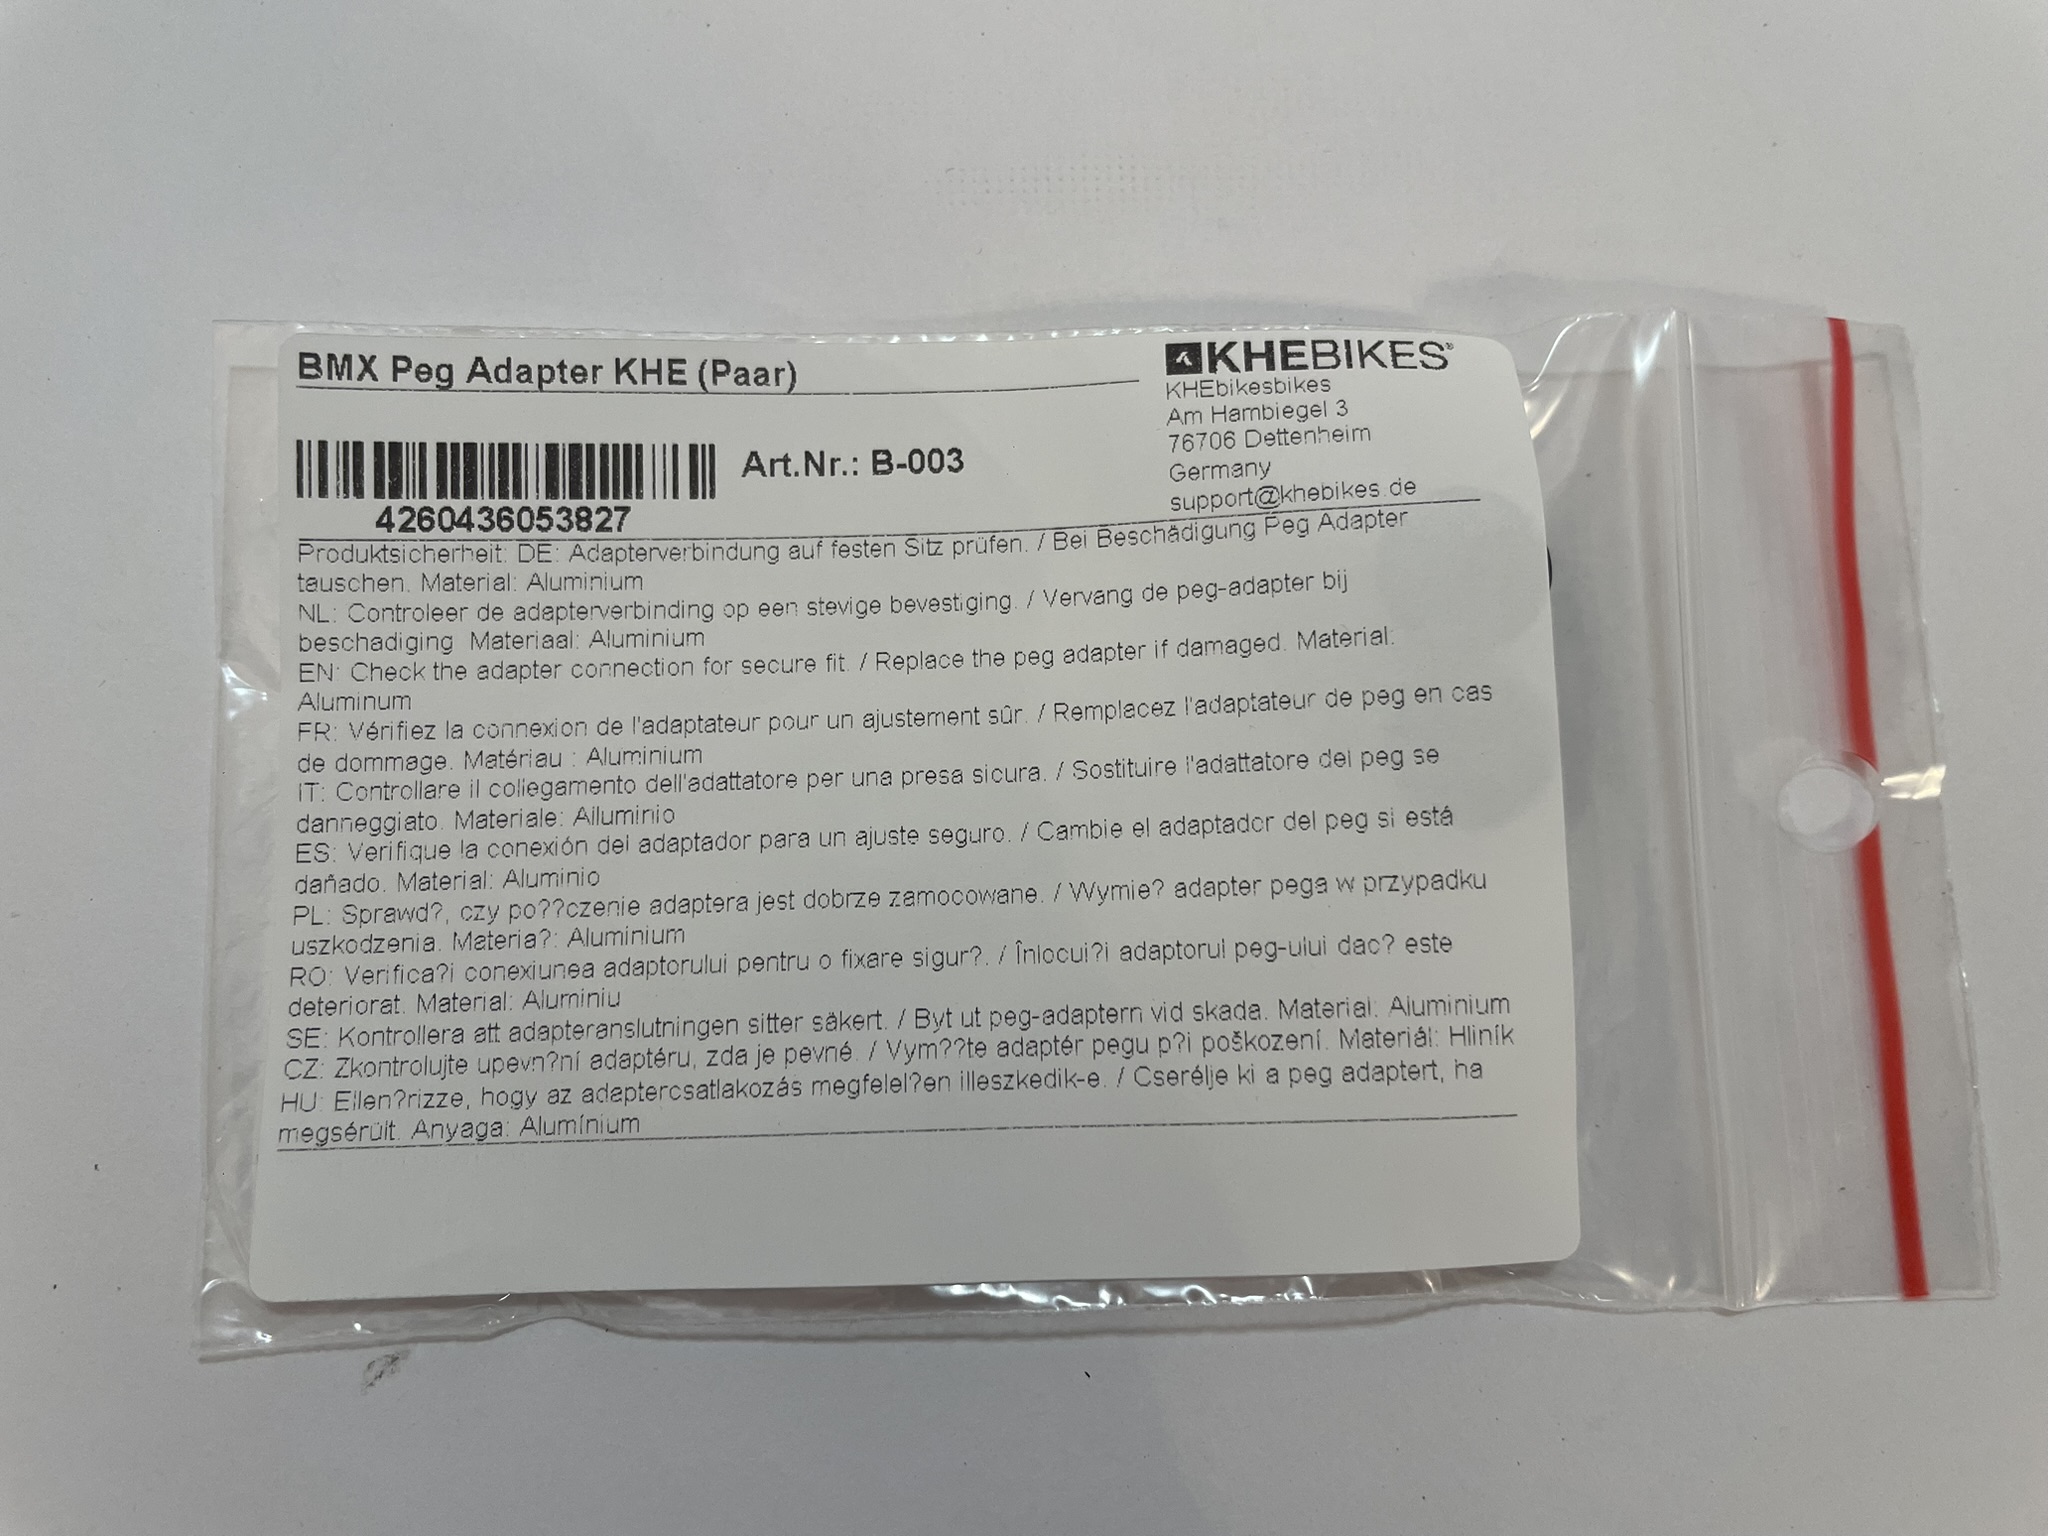 BMX Peg Adapter KHE (Paar)
KHEBIKES®
KHEbikesbikes
Am Hambiegel 3
76706 Dettenheim
Germany
support@khebikes.de
Art.Nr.: B-003
4260436053827
Produktsicherheit: DE: Adapterverbindung auf festen Sitz prüfen. / Bei Beschädigung Peg Adapter
tauschen. Material: Aluminium
NL: Controleer de adapterverbinding op een stevige bevestiging. / Vervang de peg-adapter bij
beschadiging Materiaal: Aluminium
EN: Check the adapter connection for secure fit. / Replace the peg adapter if damaged. Material:
Aluminum
FR: Vérifiez la connexion de l'adaptateur pour un ajustement sûr. / Remplacez l'adaptateur de peg en cas
de dommage. Matériau : Aluminium
IT: Controllare il collegamento dell'adattatore per una presa sicura. / Sostituire l'adattatore del peg se
danneggiato. Materiale: Alluminio
ES: Verifique la conexión del adaptador para un ajuste seguro. / Cambie el adaptador del peg si está
dañado. Material: Aluminio
PL: Sprawd?, czy po??czenie adaptera jest dobrze zamocowane. / Wymie? adapter pega w przypadku
uszkodzenia. Materia?: Aluminium
RO: Verifica?i conexiunea adaptorului pentru o fixare sigur?. / Înlocui?i adaptorul peg-ului dac? este
deteriorat. Material: Aluminiu
SE: Kontrollera att adapteranslutningen sitter säkert. / Byt ut peg-adaptern vid skada. Material: Aluminium
CZ: Zkontrolujte upevn?ní adaptéru, zda je pevné. / Vym??te adaptér pegu p?i poškození. Materiál: Hliník
HU: Ellen?rizze, hogy az adaptercsatlakozás megfelel?en illeszkedik-e. / Cserélje ki a peg adaptert, ha
megsérült. Anyaga: Alumínium